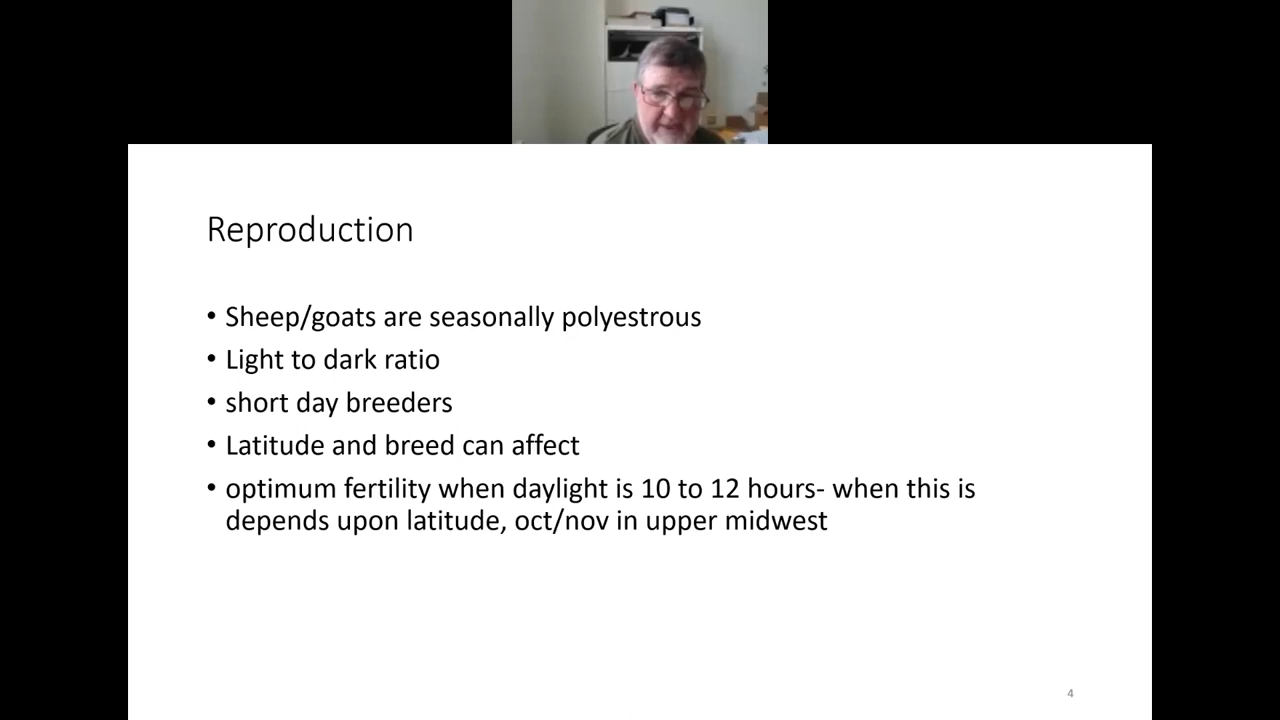 Reproduction
• Sheep/goats are seasonally polyestrous
• Light to dark ratio
• short day breeders
• Latitude and breed can affect
• optimum fertility when daylight is 10 to 12 hours- when this is
depends upon latitude, oct/nov in upper midwest
4